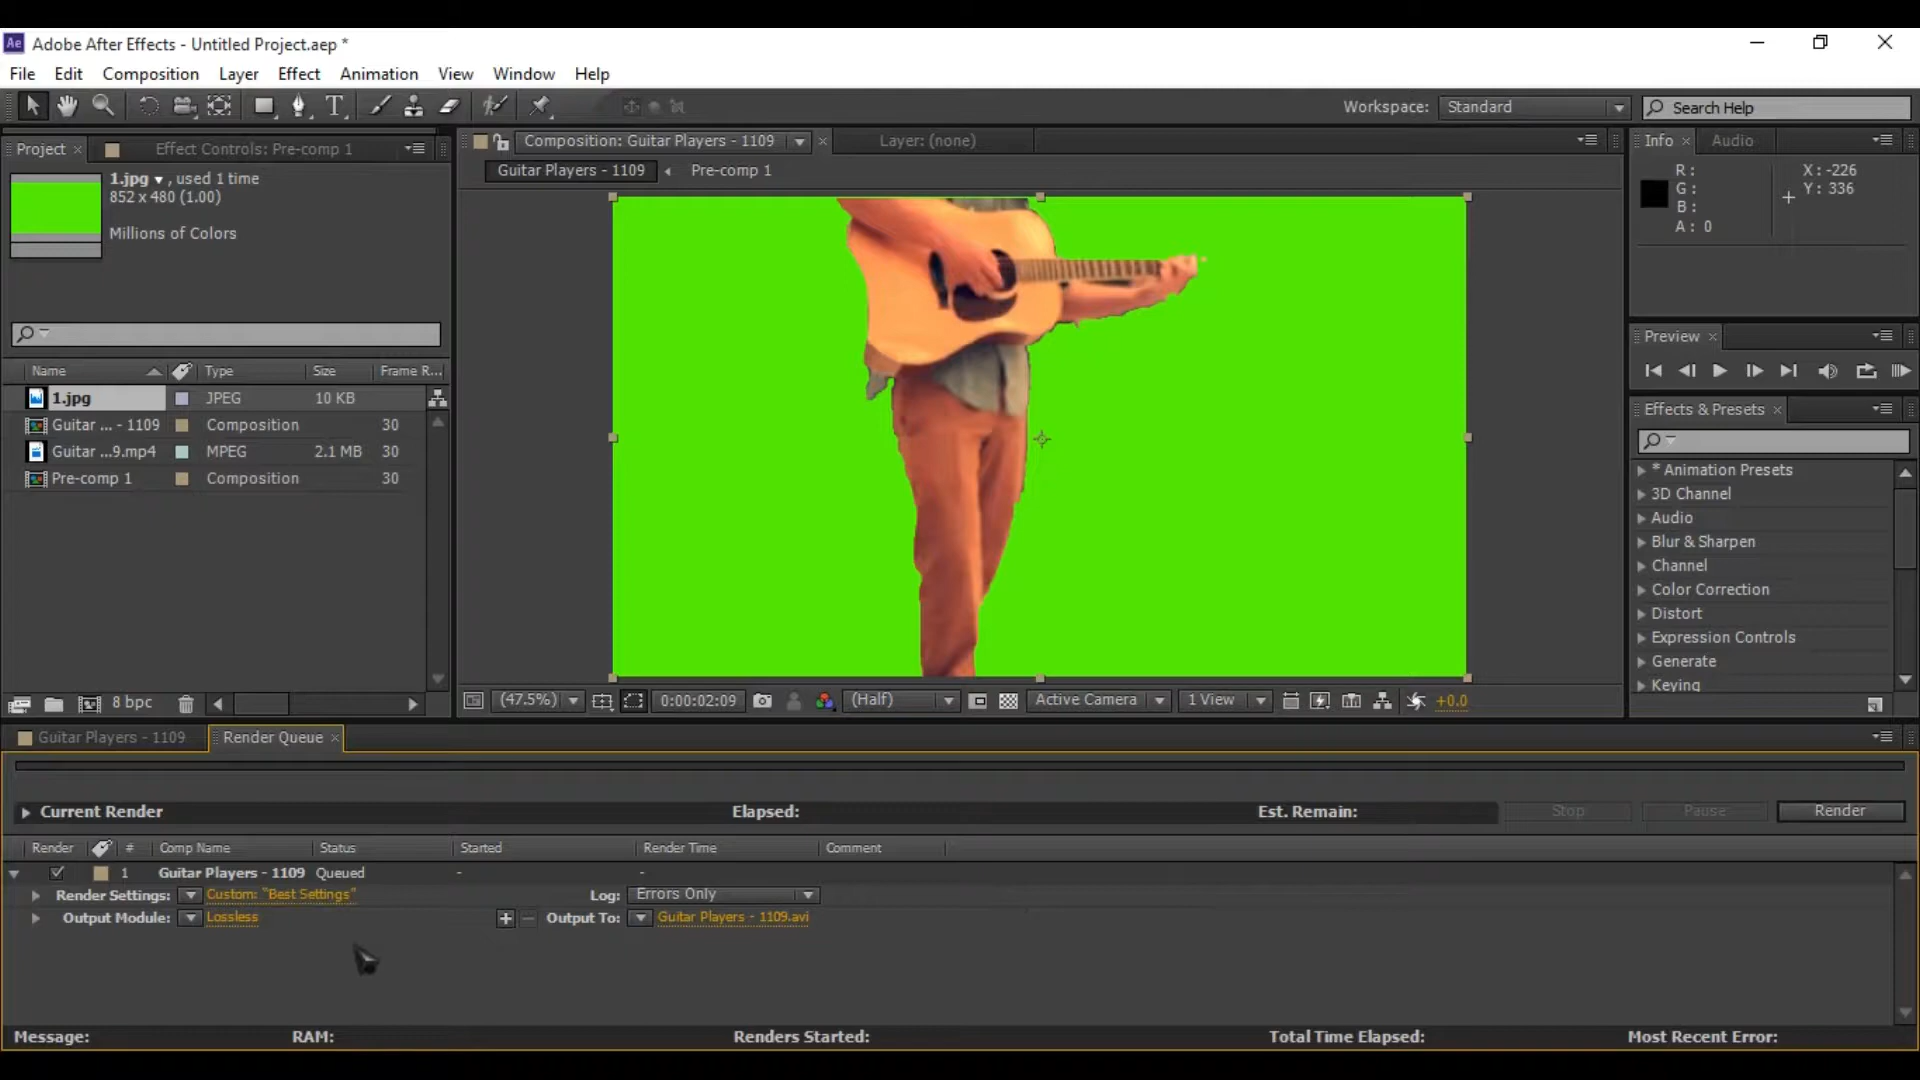 Ae Adobe After Effects - Untitled Project.aep *
File Edit Composition Layer Effect Animation View Window Help
T Workspace: Standard Search Help
Project Effect Controls: Pre-comp 1
1.jpg , used 1 time
852 x 480 (1.00)
Millions of Colors
Name Type Size Frame R...
1.jpg JPEG 10 KB
Guitar ... - 1109 Composition 30
Guitar ...9.mp4 MPEG 2.1 MB 30
Pre-comp 1 Composition 30
8 bpc
Composition: Guitar Players - 1109 Layer: (none)
Guitar Players - 1109 Pre-comp 1
(47.5%) 0:00:02:09 (Half) Active Camera 1 View +0.0
Info Audio
R : X : -226
G : Y : 336
B :
A : 0
Preview
Effects & Presets
* Animation Presets
3D Channel
Audio
Blur & Sharpen
Channel
Color Correction
Distort
Expression Controls
Generate
Keying
Guitar Players - 1109 Render Queue
Current Render Elapsed: Est. Remain: Stop Pause Render
Render # Comp Name Status Started Render Time Comment
1 Guitar Players - 1109 Queued - -
Render Settings: Custom: "Best Settings" Log: Errors Only
Output Module: Lossless Output To: Guitar Players - 1109.avi
Message: RAM: Renders Started: Total Time Elapsed: Most Recent Error: